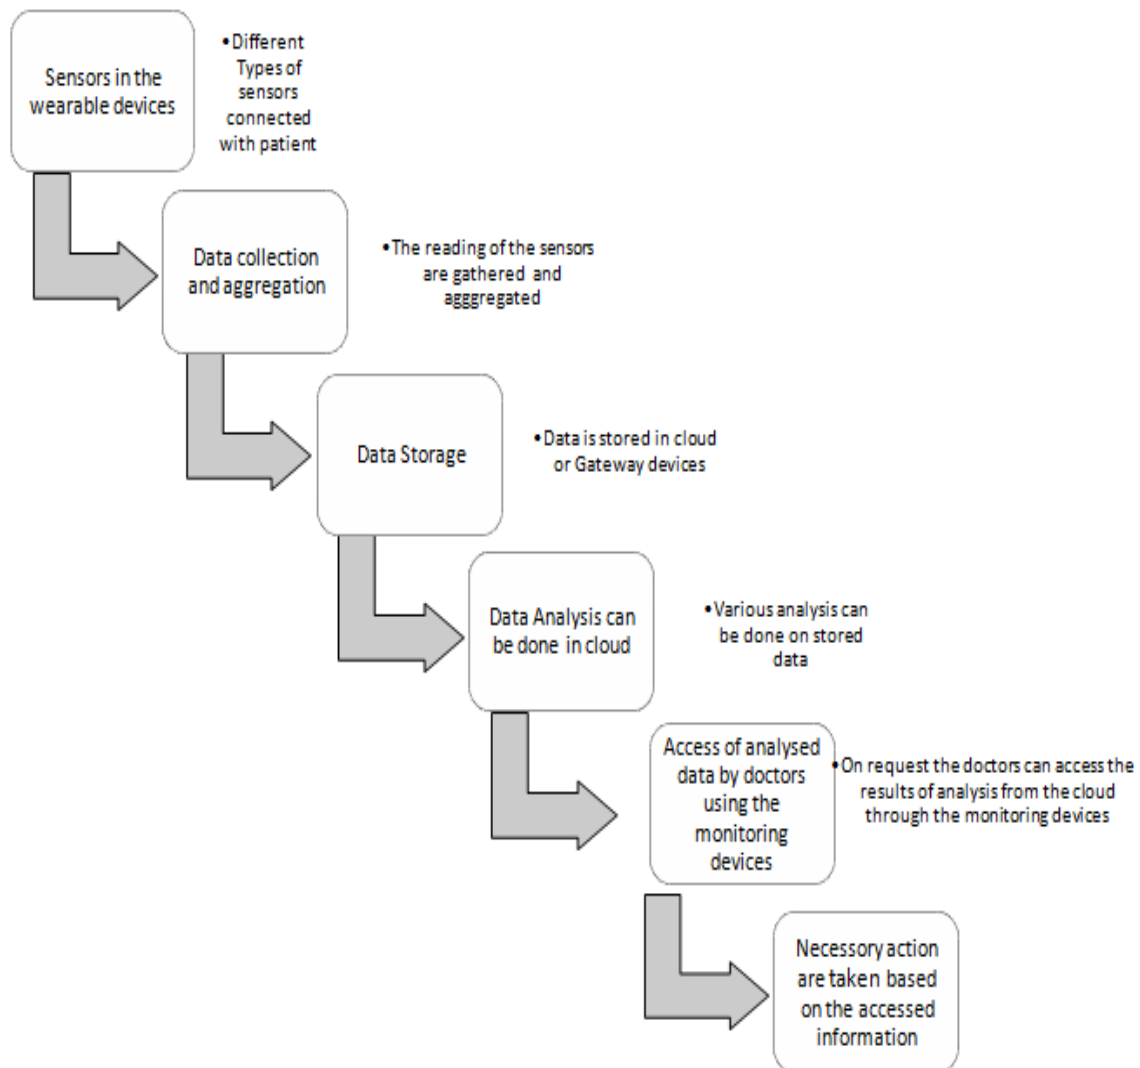 Sensors in the
wearable devices
•Different
Types of
sensors
connected
with patient
Data collection
and aggregation
•The reading of the sensors
are gathered and
agggregated
Data Storage
•Data is stored in cloud
or Gateway devices
Data Analysis can
be done in cloud
•Various analysis can
be done on stored
data
Access of analysed
data by doctors
using the
monitoring
devices
•On request the doctors can access the
results of analysis from the cloud
through the monitoring devices
Necessary action
are taken based
on the accessed
information